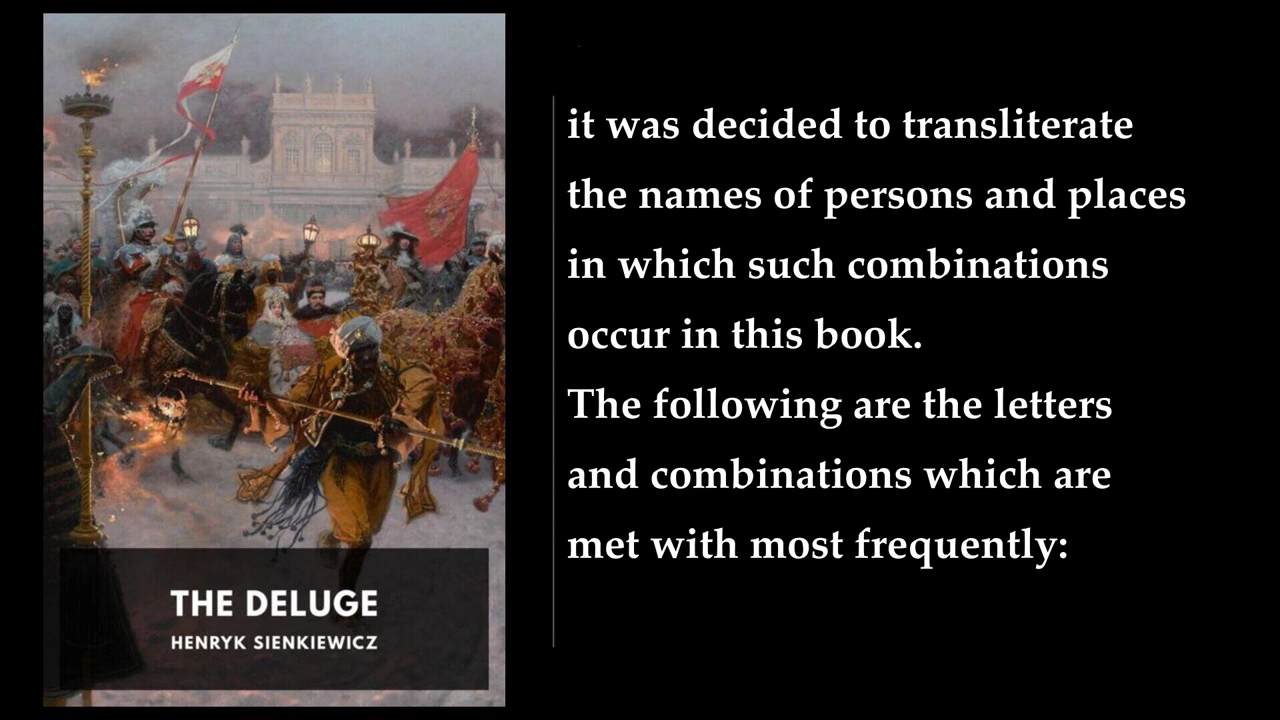 THE DELUGE
HENRYK SIENKIEWICZ
it was decided to transliterate
the names of persons and places
in which such combinations
occur in this book.
The following are the letters
and combinations which are
met with most frequently: